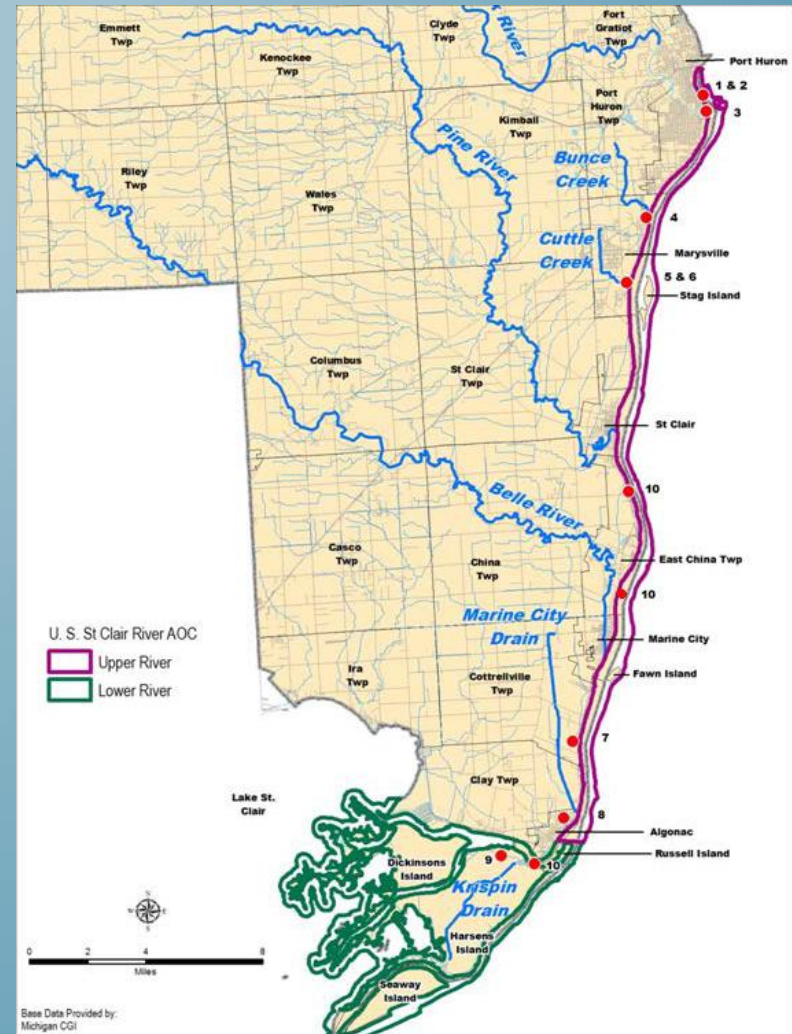 Emmett
Twp
Clyde
Twp
River
Fort
Gratiot
Twp
Port Huron
Kenockee
Twp
1 & 2
3
Port
Huron
Twp
Kimball
Twp
Pine River
Bunce
Creek
Riley
Twp
Wales
Twp
4
Cuttle
Creek
Marysville
5 & 6
Stag Island
Columbus
Twp
St Clair
Twp
St Clair
Belle River
10
Casco
Twp
China
Twp
East China Twp
10
Marine City
Drain
Marine City
U. S. St Clair River AOC
Upper River
Lower River
Ira
Twp
Cottrellville
Twp
Fawn Island
7
Clay Twp
Lake St.
Clair
8
Algonac
Russell Island
Dickinsons
Island
9
10
Krispin
Drain
Harsens
Island
N
W
E
S
0 2 4 8
Miles
Seaway
Island
Base Data Provided by:
Michigan CGI